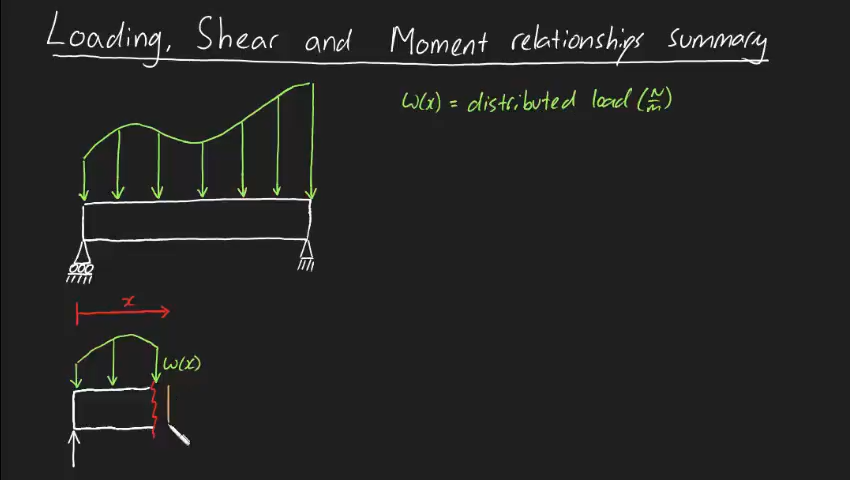 Loading, Shear and Moment relationships summary
ω(x) = distributed load (N/m)
x
ω(x)